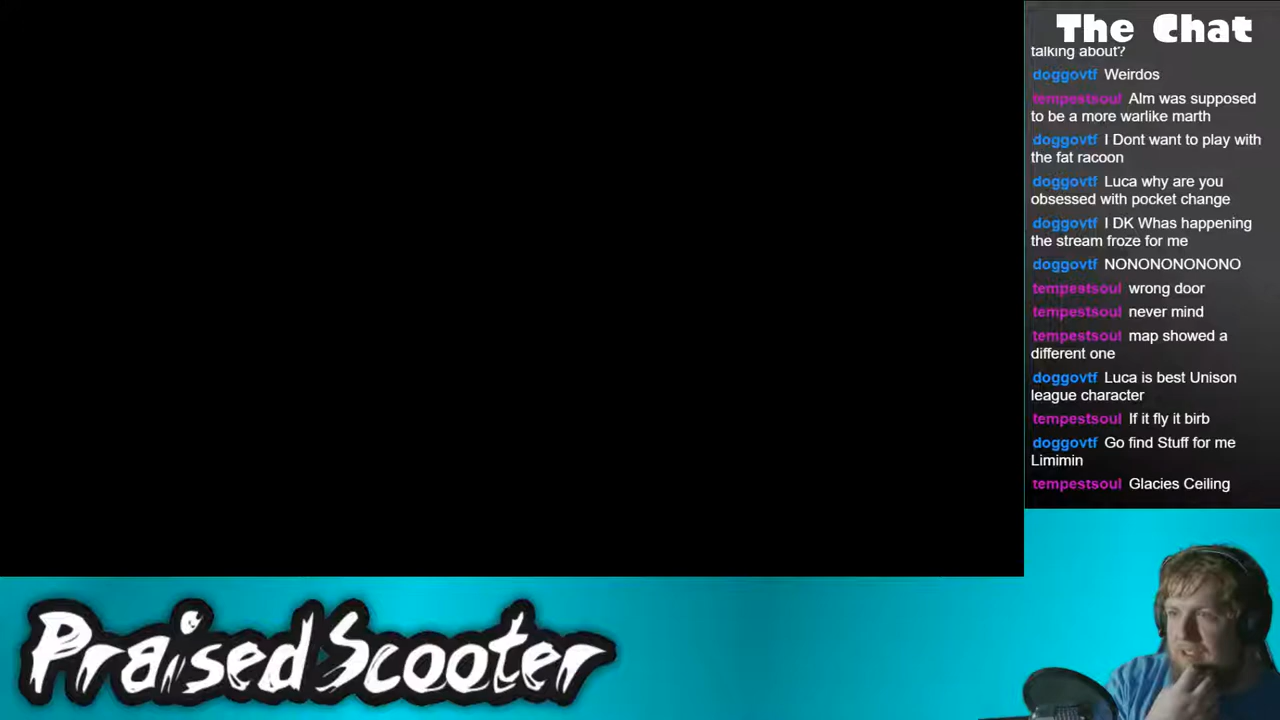 The Chat
talking about?
doggovtf Weirdos
tempestsoul Alm was supposed
to be a more warlike marth
doggovtf I Dont want to play with
the fat racoon
doggovtf Luca why are you
obsessed with pocket change
doggovtf I DK Whas happening
the stream froze for me
doggovtf NONONONONONO
tempestsoul wrong door
tempestsoul never mind
tempestsoul map showed a
different one
doggovtf Luca is best Unison
league character
tempestsoul If it fly it birb
doggovtf Go find Stuff for me
Limimin
tempestsoul Glacies Ceiling
PraisedScooter